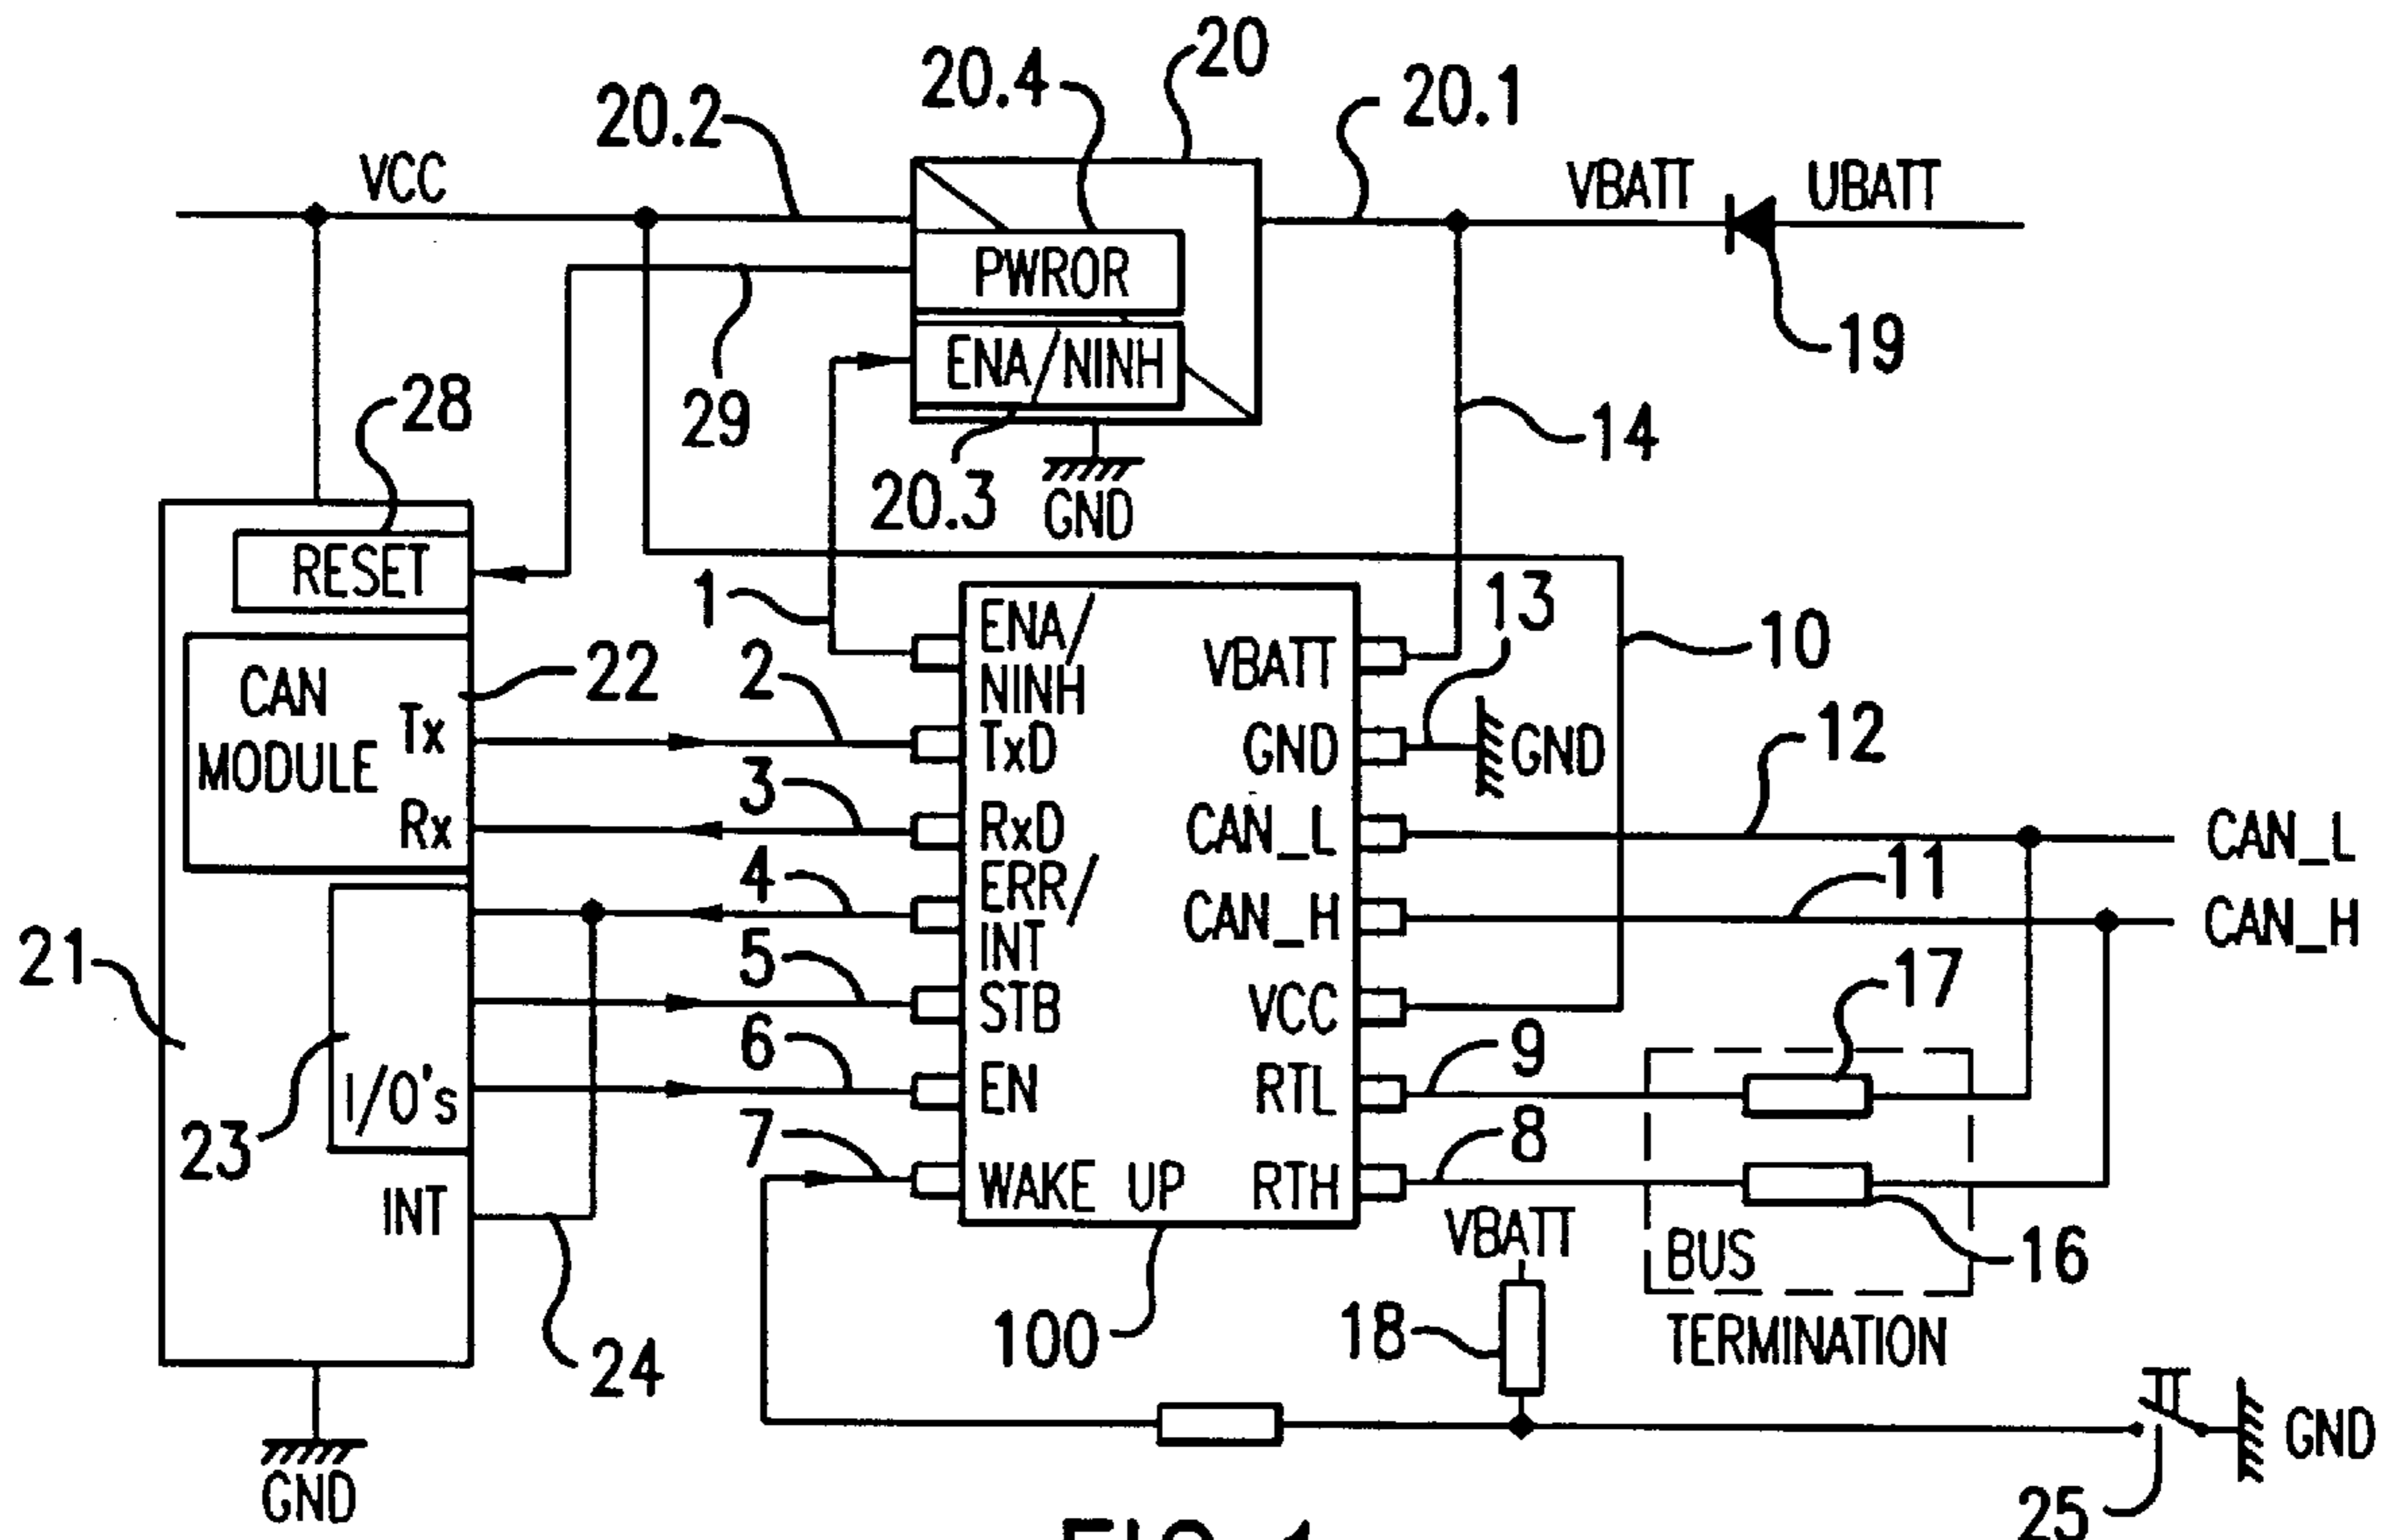 20
20.4
20.1
20.2
VCC
VBATT
UBATT
PWROR
19
ENA/NINH
28
29
14
20.3
GND
RESET
1
13
ENA/
NINH
VBATT
10
22
2
CAN
MODULE
Tx
TxD
GND
GND
12
3
Rx
RxD
CAN_L
CAN_L
11
4
ERR/
INT
CAN_H
CAN_H
21
5
17
STB
VCC
6
9
I/O's
EN
RTL
23
7
8
INT
WAKE UP
RTH
VBATT
BUS
TERMINATION
16
100
18
24
GND
GND
25
FIG. 1